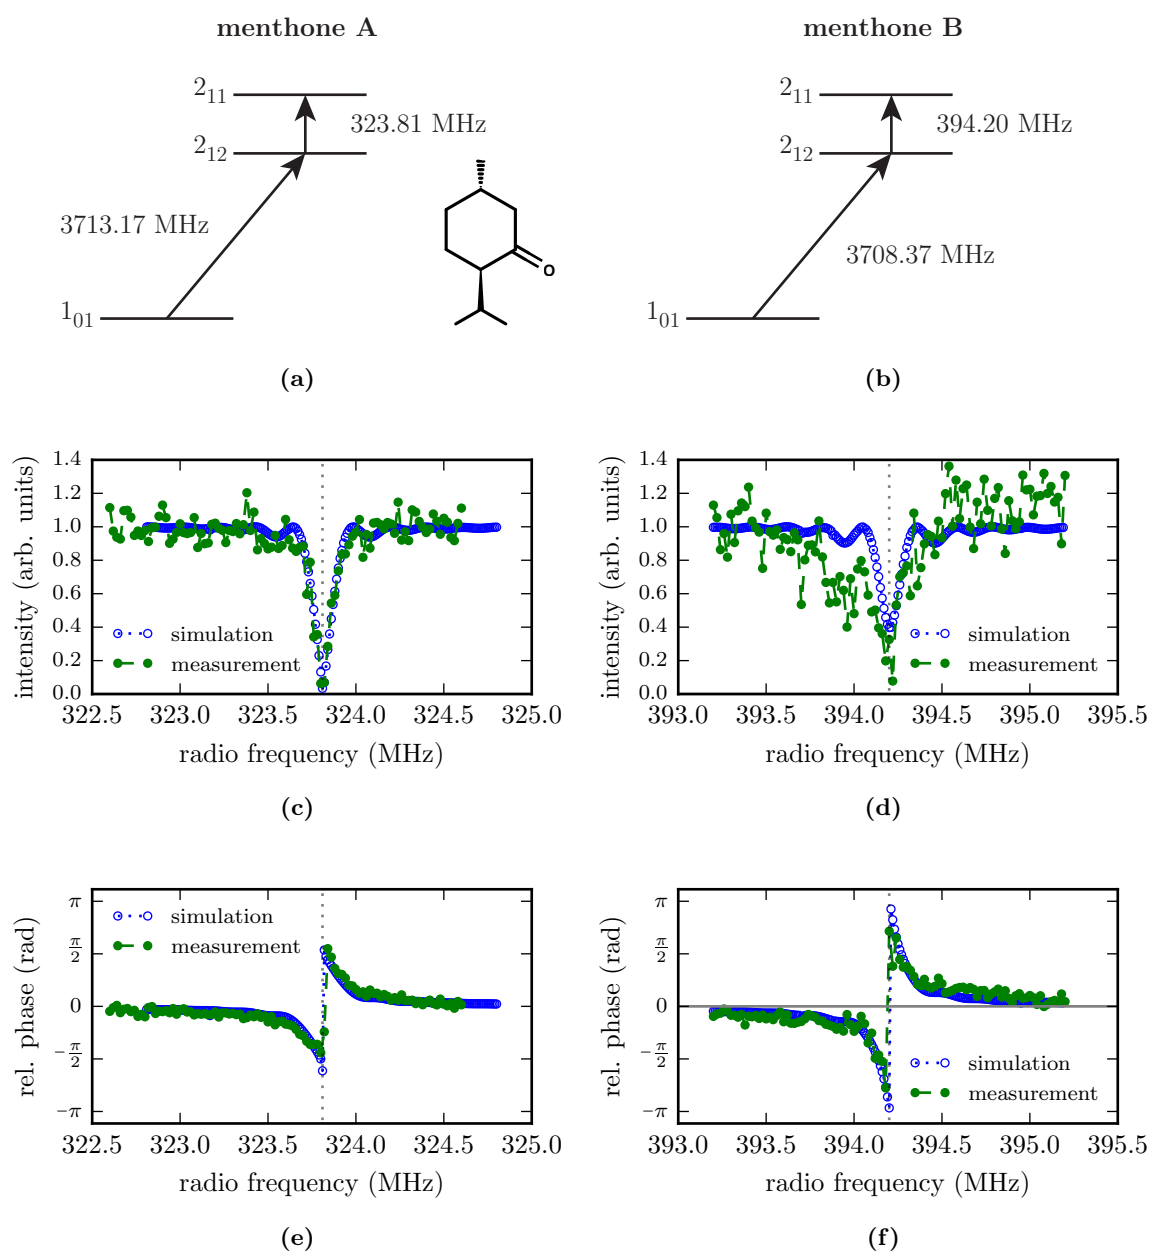 menthone A
menthone B
2₁₁
2₁₂
323.81 MHz
3713.17 MHz
1₀₁
O
2₁₁
2₁₂
394.20 MHz
3708.37 MHz
1₀₁
(a)
(b)
intensity (arb. units)
1.4
1.2
1.0
0.8
0.6
0.4
0.2
0.0
simulation
measurement
322.5 323.0 323.5 324.0 324.5 325.0
radio frequency (MHz)
(c)
intensity (arb. units)
1.4
1.2
1.0
0.8
0.6
0.4
0.2
0.0
simulation
measurement
393.0 393.5 394.0 394.5 395.0 395.5
radio frequency (MHz)
(d)
rel. phase (rad)
π
π/2
0
−π/2
−π
simulation
measurement
322.5 323.0 323.5 324.0 324.5 325.0
radio frequency (MHz)
(e)
rel. phase (rad)
π
π/2
0
−π/2
−π
simulation
measurement
393.0 393.5 394.0 394.5 395.0 395.5
radio frequency (MHz)
(f)